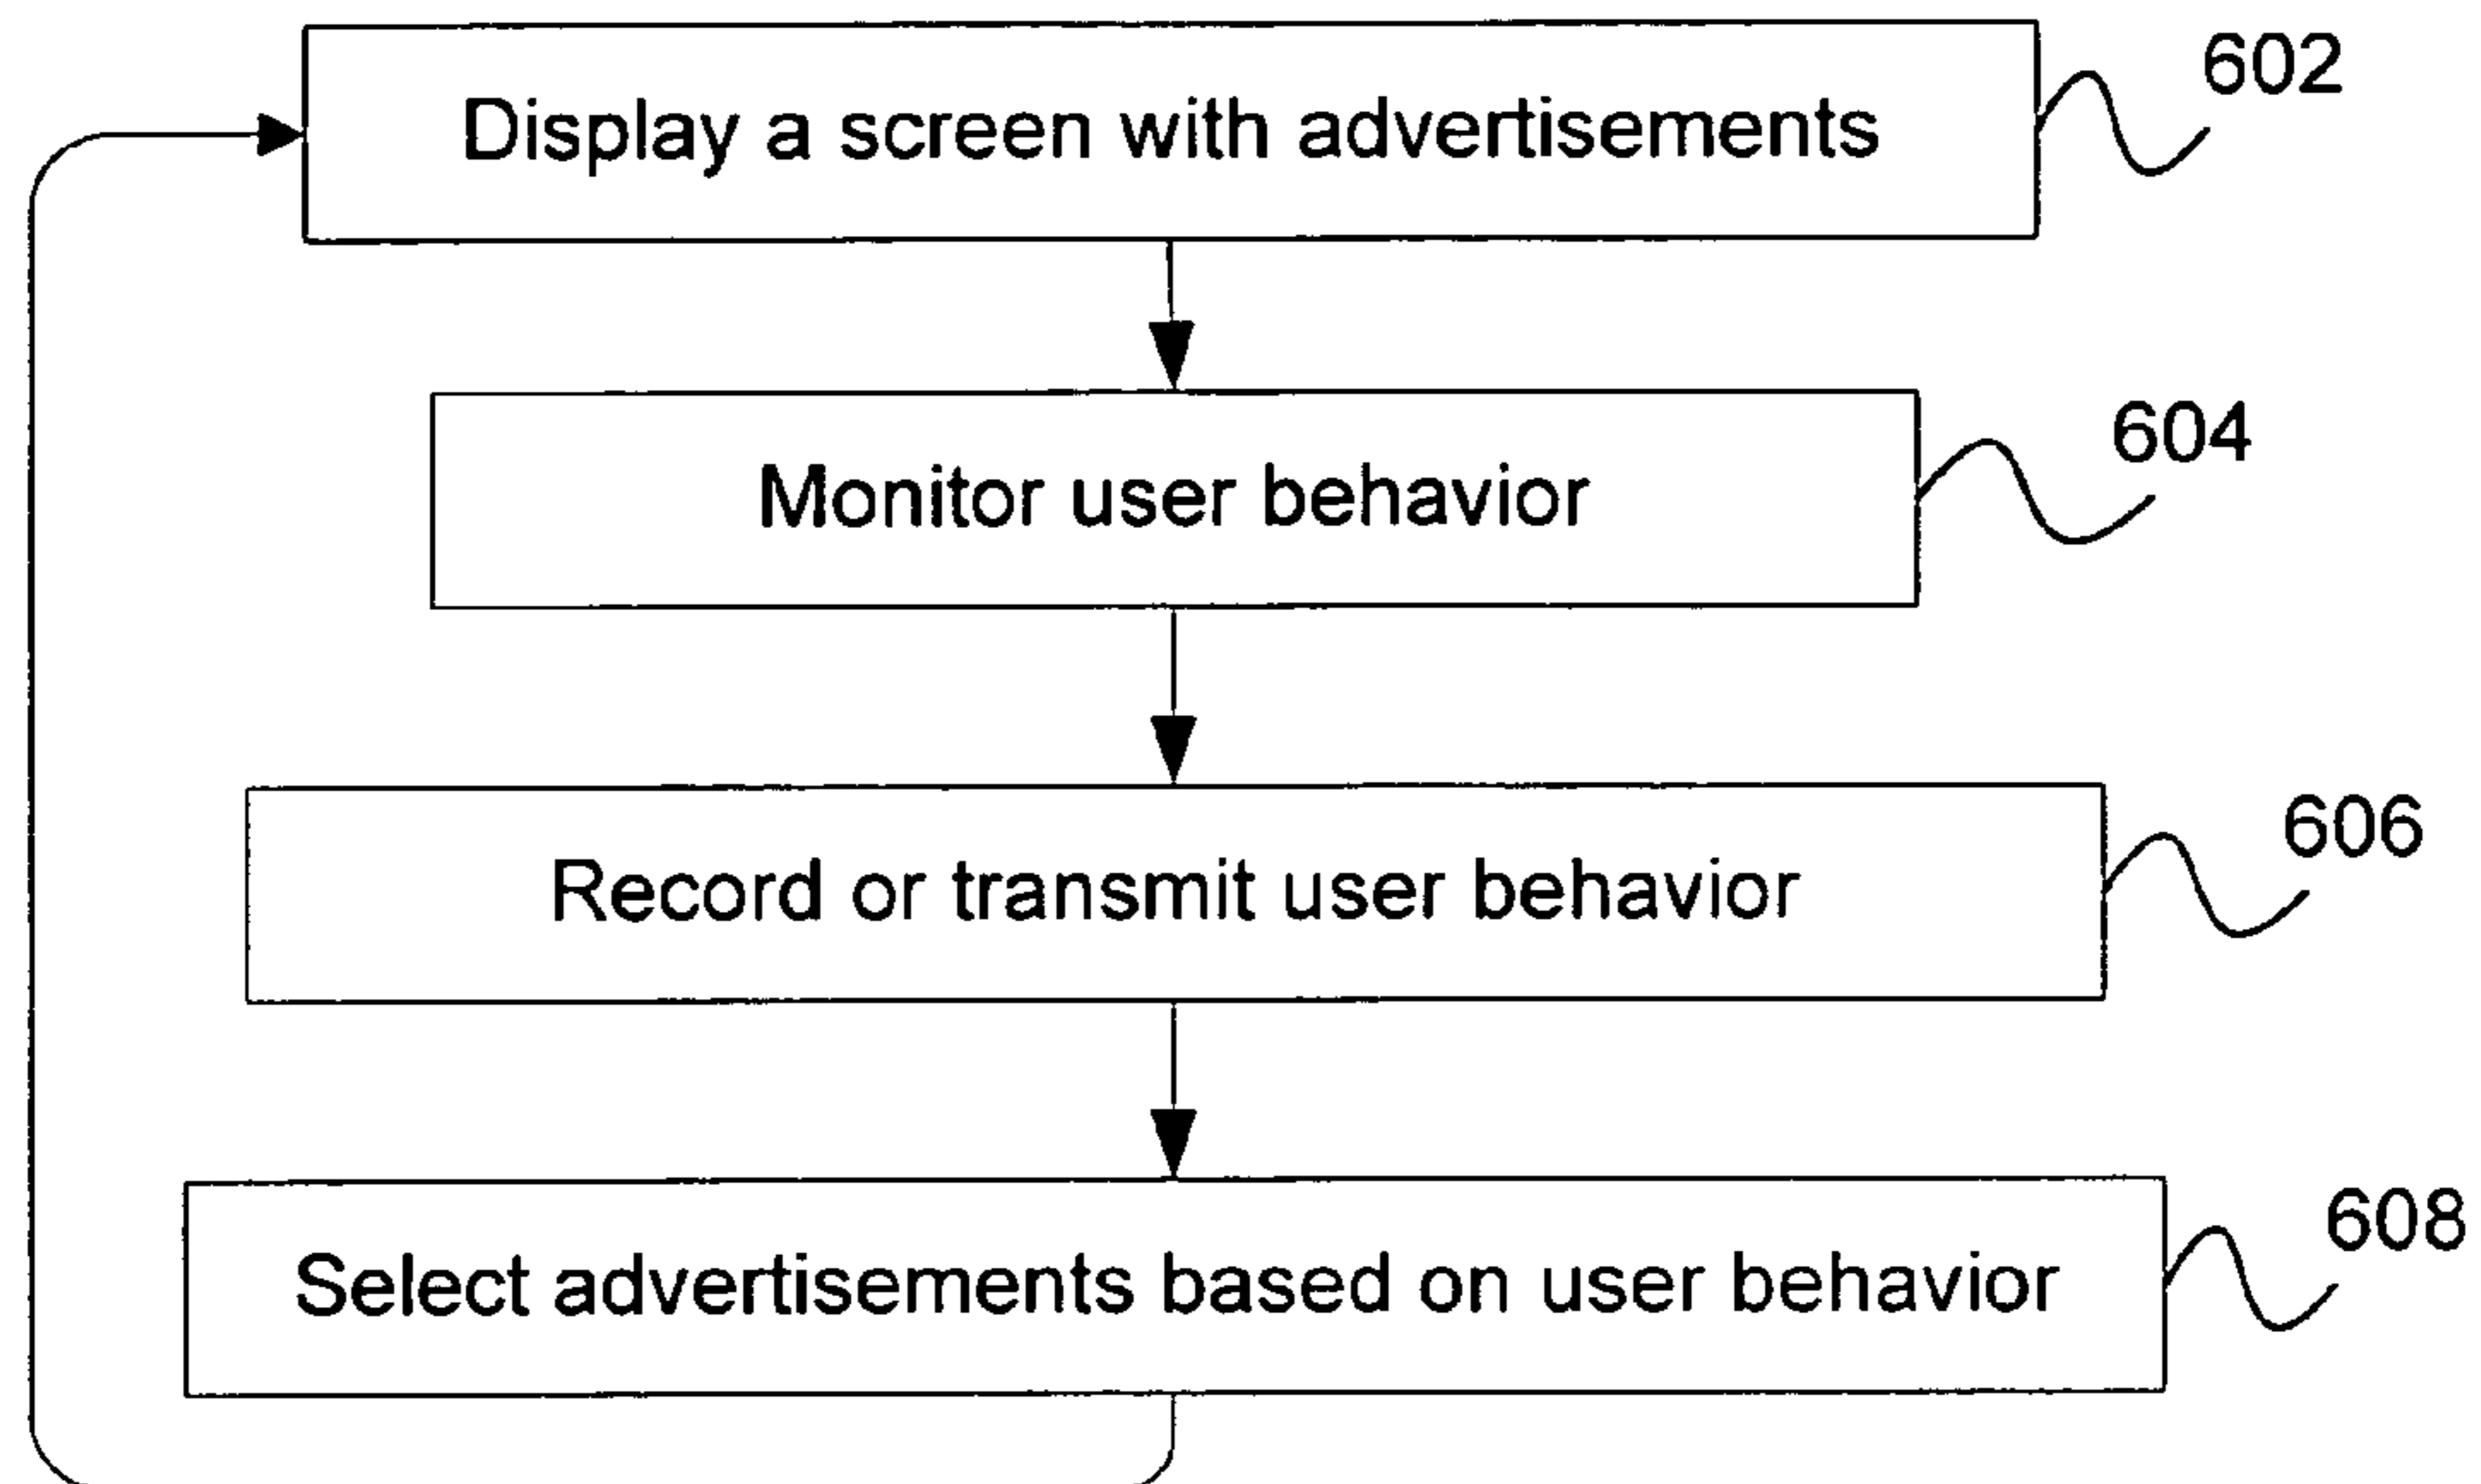 Display a screen with advertisements
602
Monitor user behavior
604
Record or transmit user behavior
606
Select advertisements based on user behavior
608